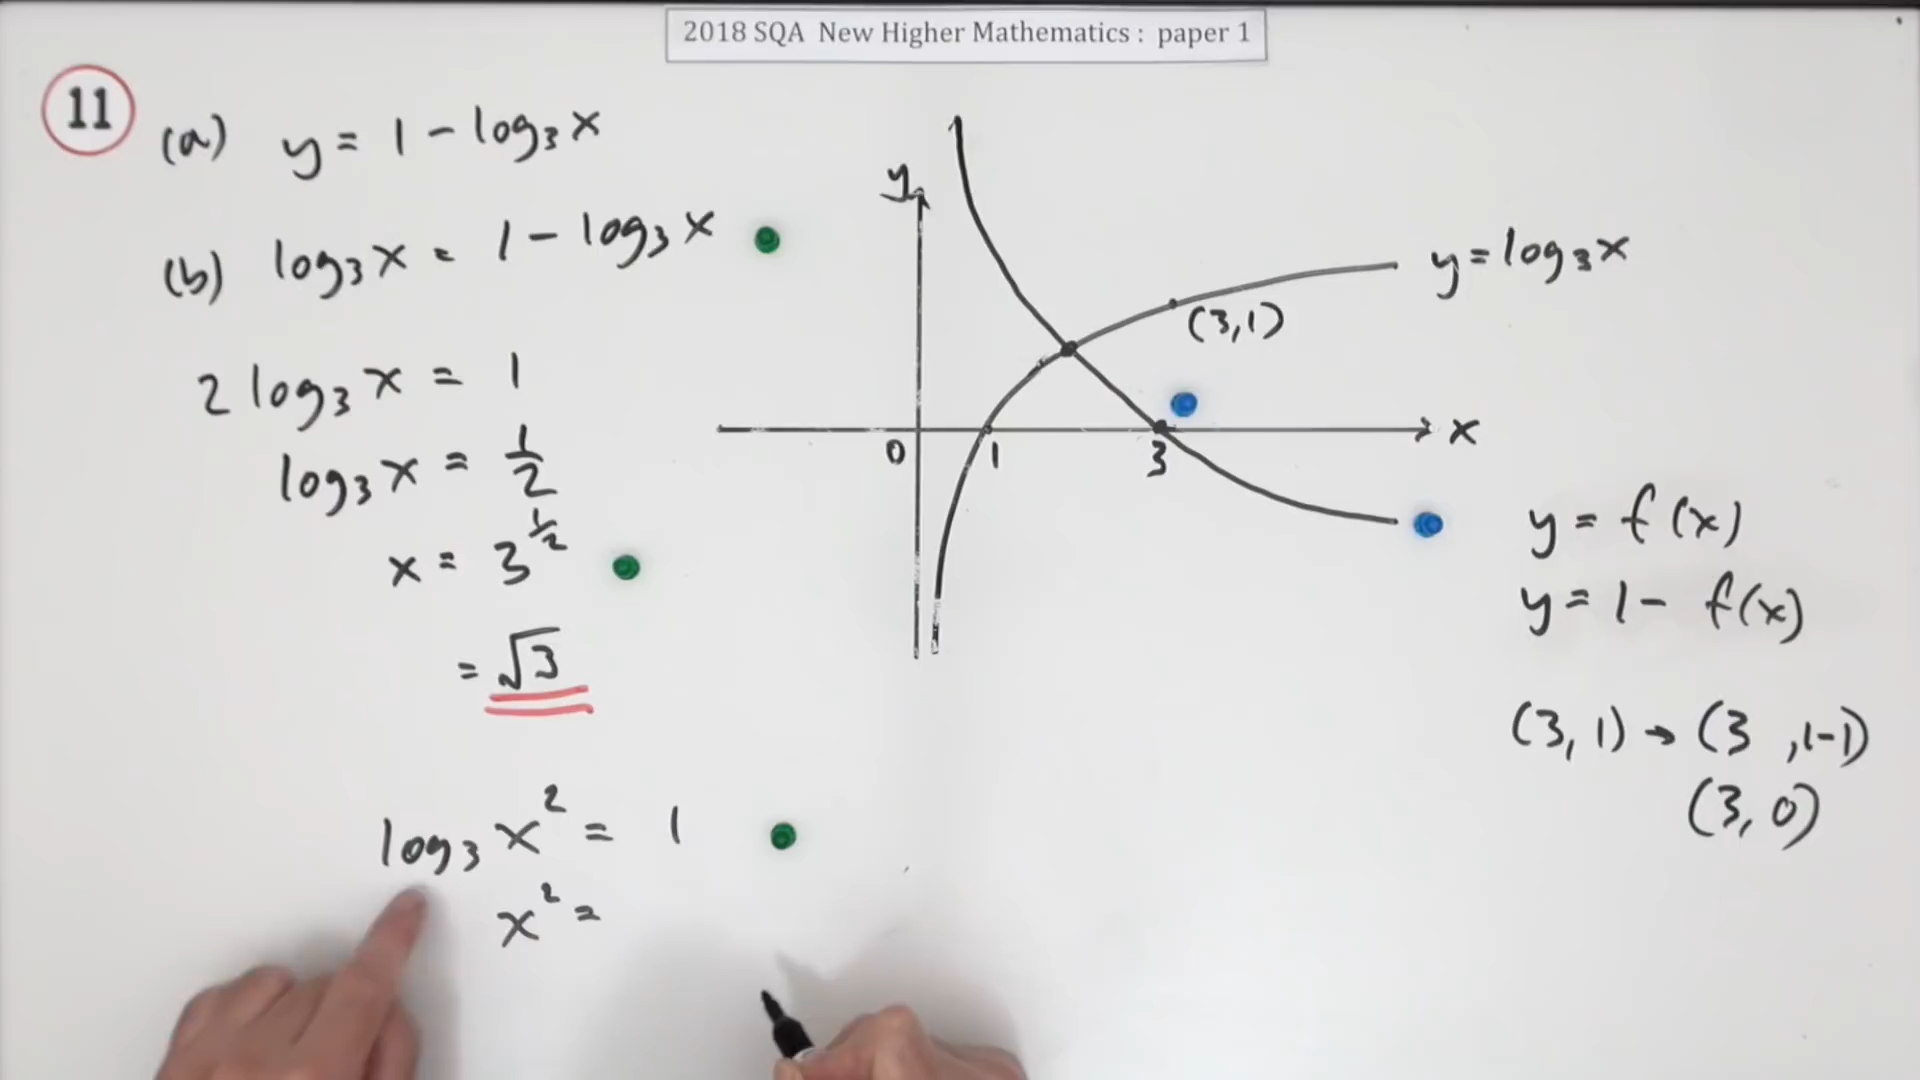 2018 SQA New Higher Mathematics : paper 1
11
(a) y = 1 - log₃x
(b) log₃x = 1 - log₃x
2 log₃x = 1
log₃x = 1/2
x = 3^½
= √3
log₃x² = 1
x² =
y
y = log₃x
(3,1)
0
1
3
x
y = f(x)
y = 1 - f(x)
(3, 1) → (3 , 1-1)
(3, 0)